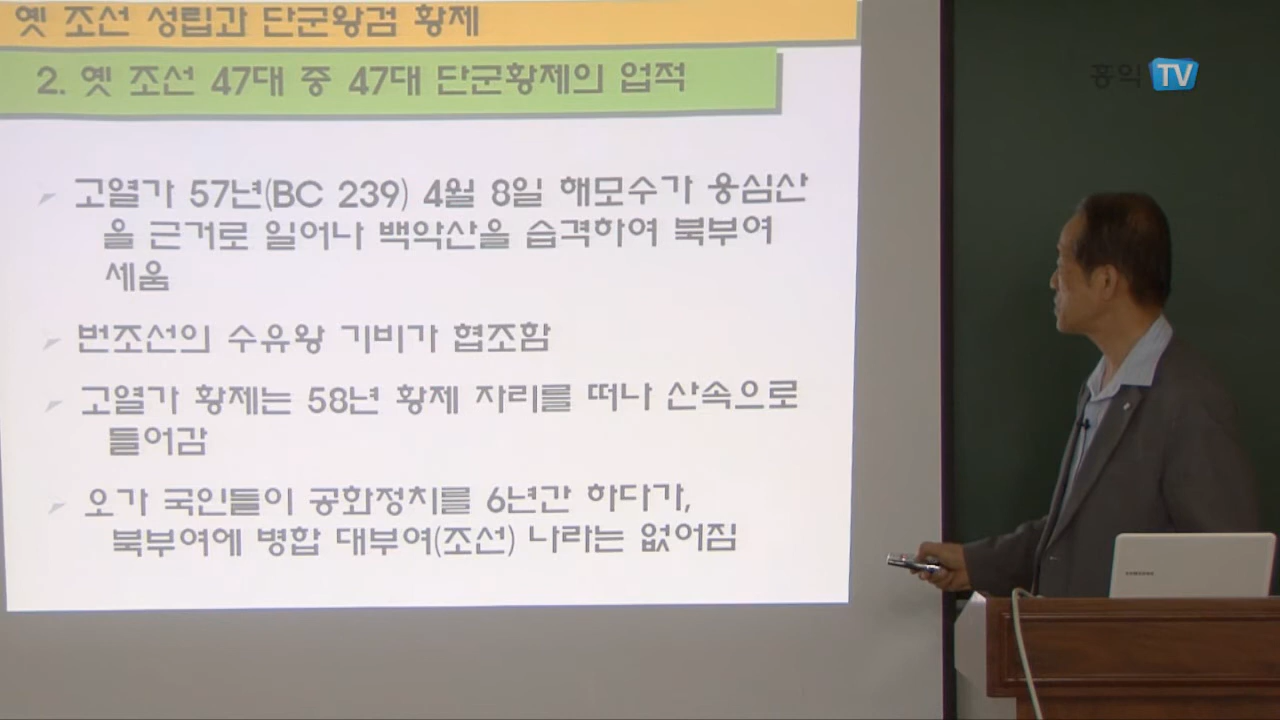 옛 조선 성립과 단군왕검 황제
2. 옛 조선 47대 중 47대 단군황제의 업적
홍익 TV
고열가 57년(BC 239) 4월 8일 해모수가 웅심산
을 근거로 일어나 백악산을 습격하여 북부여
세움
번조선의 수유왕 기비가 협조함
고열가 황제는 58년 황제 자리를 떠나 산속으로
들어감
오가 국인들이 공화정치를 6년간 하다가,
북부여에 병합 대부여(조선) 나라는 없어짐
SAMSUNG